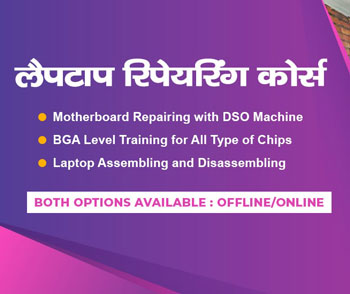 लैपटाप रिपेयरिंग कोर्स
Motherboard Repairing with DSO Machine
BGA Level Training for All Type of Chips
Laptop Assembling and Disassembling
BOTH OPTIONS AVAILABLE : OFFLINE/ONLINE